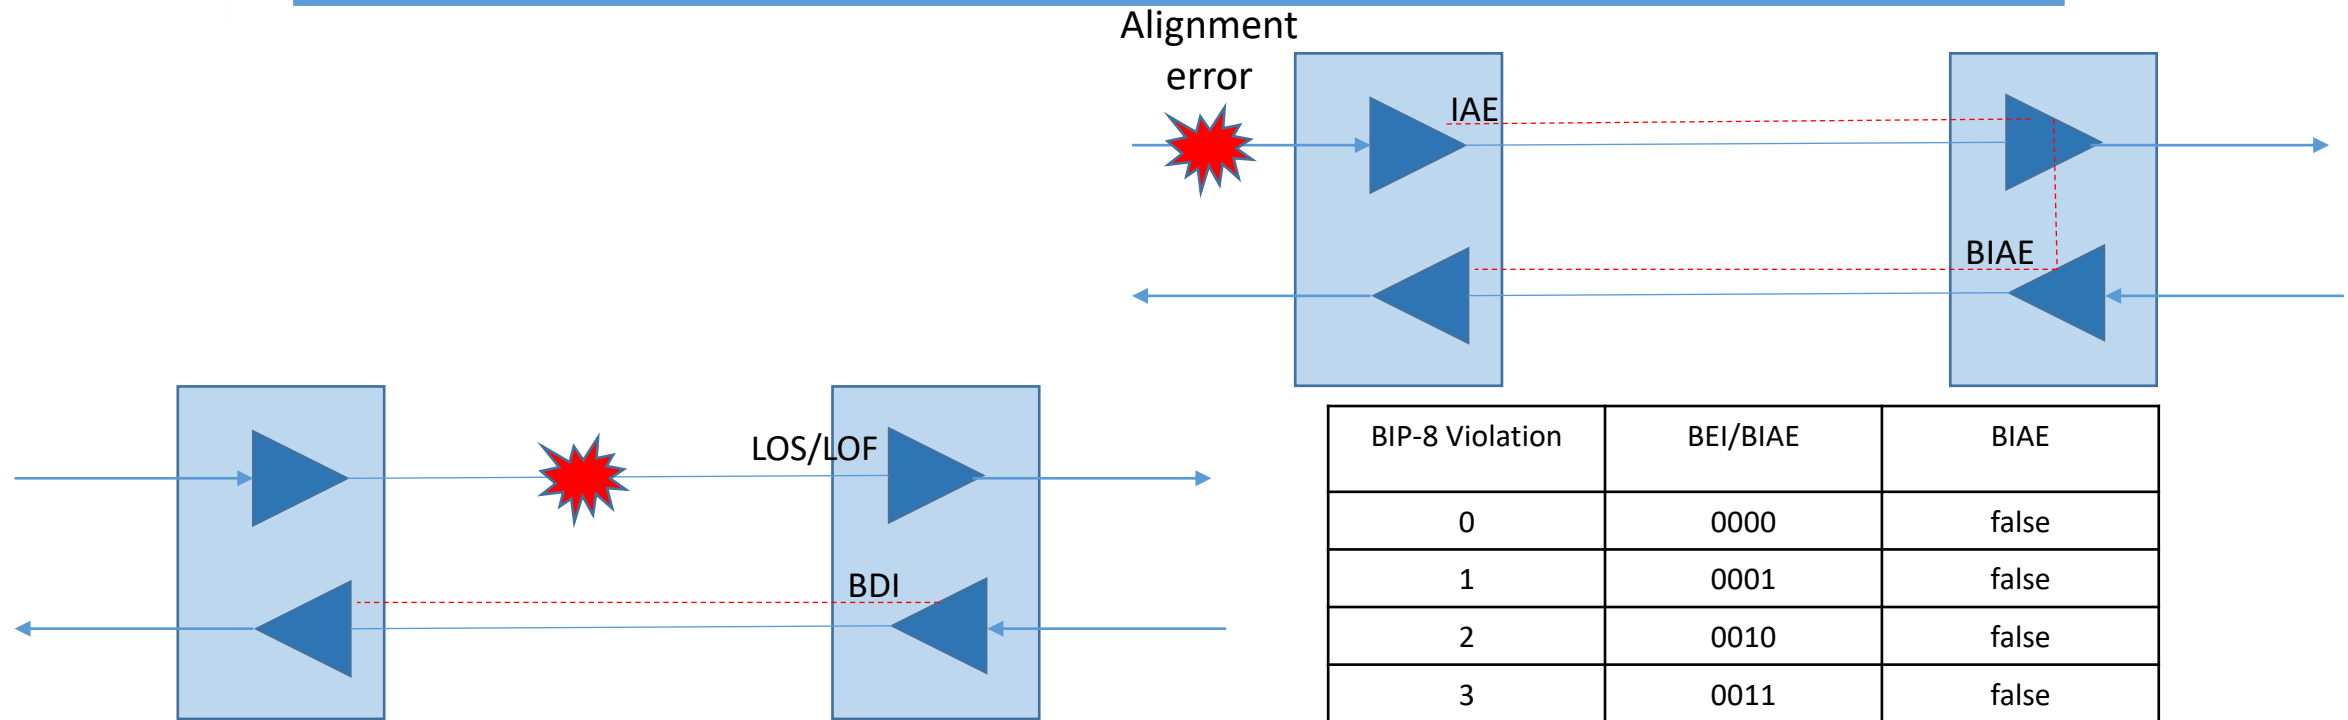 Alignment
error
IAE
BIAE
LOS/LOF
BDI
BIP-8 Violation BEI/BIAE BIAE
0 0000 false
1 0001 false
2 0010 false
3 0011 false